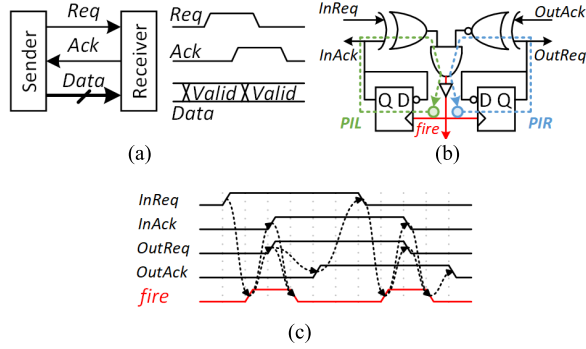 Sender
Receiver
Req
Ack
Data
Req
Ack
Valid Valid
Data
(a)
InReq
OutAck
InAck
OutReq
Q D
D Q
PIL
fire
PIR
(b)
InReq
InAck
OutReq
OutAck
fire
(c)